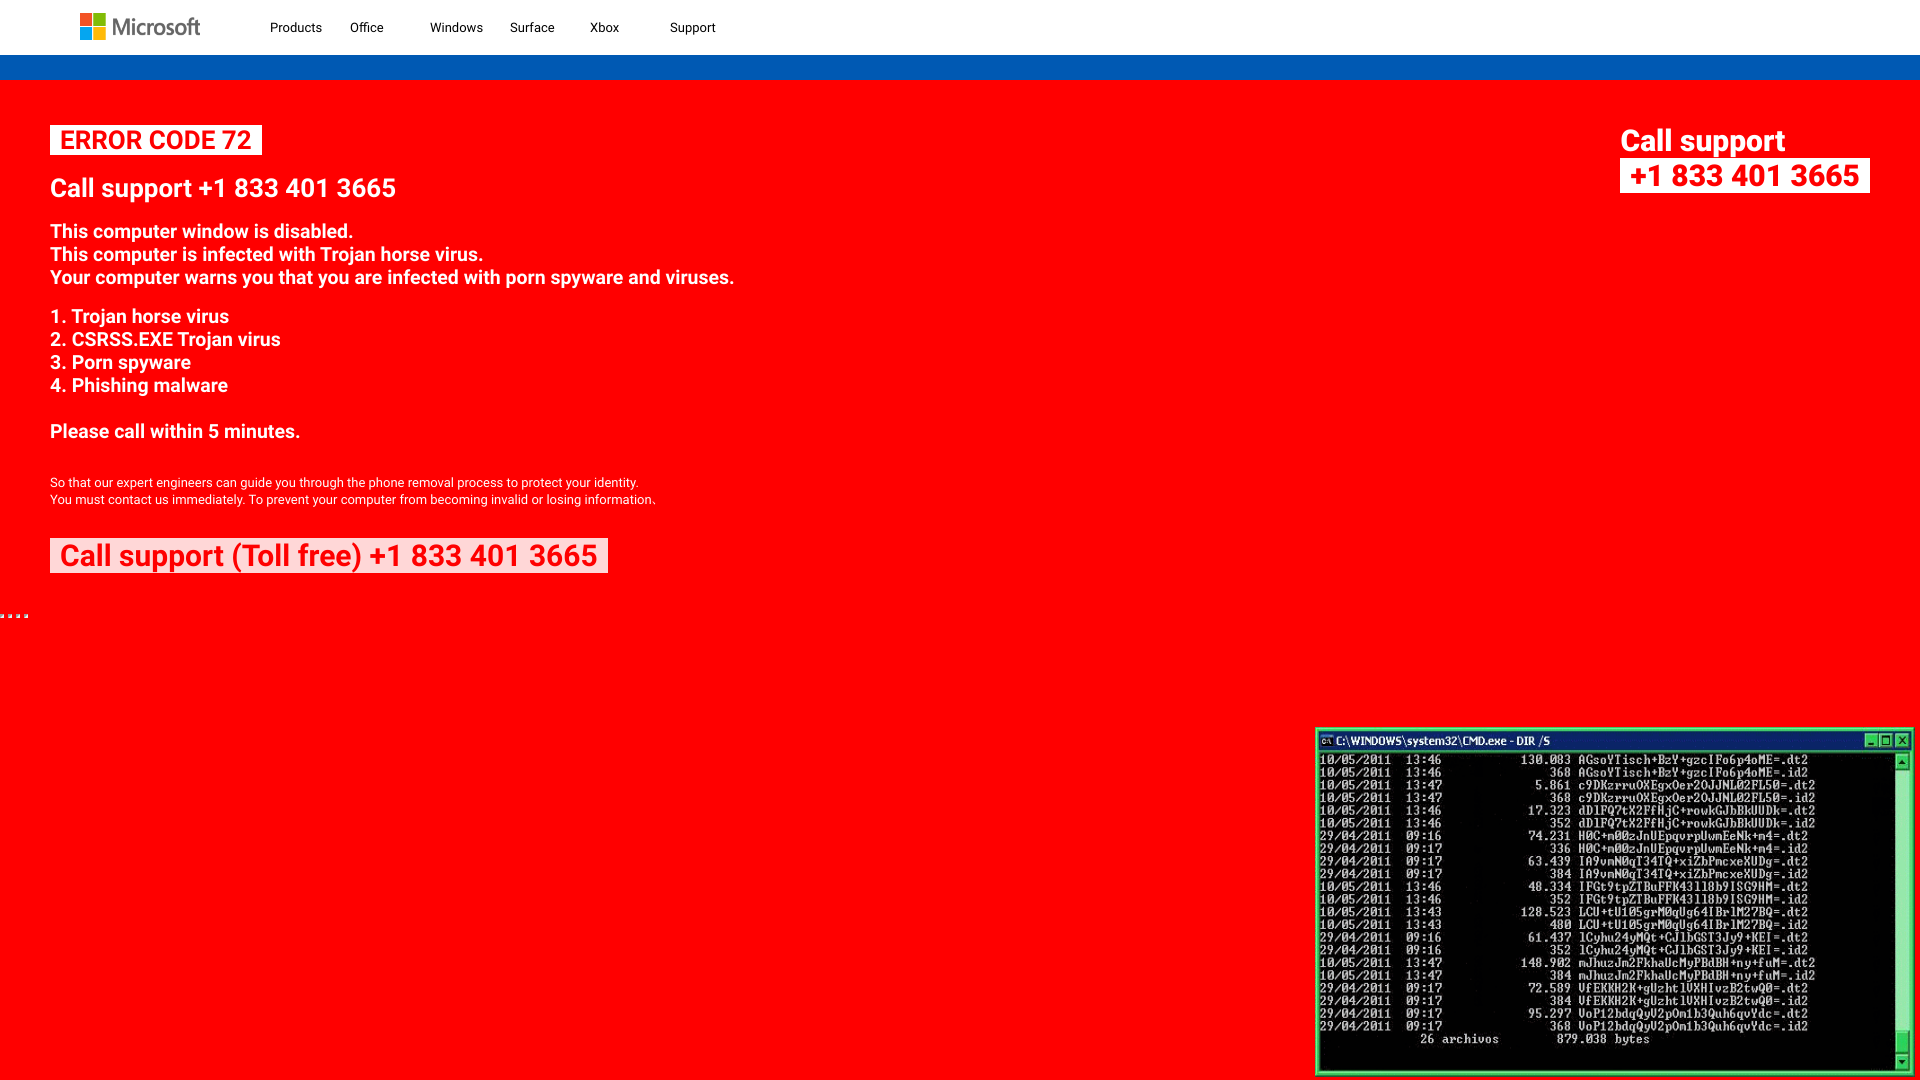 Microsoft
Products Office Windows Surface Xbox Support
ERROR CODE 72
Call support +1 833 401 3665
This computer window is disabled.
This computer is infected with Trojan horse virus.
Your computer warns you that you are infected with porn spyware and viruses.
1. Trojan horse virus
2. CSRSS.EXE Trojan virus
3. Porn spyware
4. Phishing malware
Please call within 5 minutes.
So that our expert engineers can guide you through the phone removal process to protect your identity.
You must contact us immediately. To prevent your computer from becoming invalid or losing information、
Call support (Toll free) +1 833 401 3665
Call support
+1 833 401 3665
C:\WINDOWS\system32\CMD.exe - DIR /S
10/05/2011 13:46 130.083 AGsoYTisch+BzY+gzcIFo6p4oME=.dt2
10/05/2011 13:46 368 AGsoYTisch+BzY+gzcIFo6p4oME=.id2
10/05/2011 13:47 5.861 c9DKzrruOXEgxOer2OJJNL02FL50=.dt2
10/05/2011 13:47 368 c9DKzrruOXEgxOer2OJJNL02FL50=.id2
10/05/2011 13:46 17.323 dDlFQ7tX2FfHjC+rowkGJbBkUUDk=.dt2
10/05/2011 13:46 352 dDlFQ7tX2FfHjC+rowkGJbBkUUDk=.id2
29/04/2011 09:16 74.231 H0C+m00zJnUEpqvrpUwmEeNk+m4=.dt2
29/04/2011 09:17 336 H0C+m00zJnUEpqvrpUwmEeNk+m4=.id2
29/04/2011 09:17 63.439 IA9vmN0qT34TQ+xiZbPmcxeXUDg=.dt2
29/04/2011 09:17 384 IA9vmN0qT34TQ+xiZbPmcxeXUDg=.id2
10/05/2011 13:46 48.334 IFGt9tpZTBuFFK43ll8b9ISG9HM=.dt2
10/05/2011 13:46 352 IFGt9tpZTBuFFK43ll8b9ISG9HM=.id2
10/05/2011 13:43 128.523 LCU+tU105grM0qUg64IBrlM27BQ=.dt2
10/05/2011 13:43 480 LCU+tU105grM0qUg64IBrlM27BQ=.id2
29/04/2011 09:16 61.437 lCyhu24yMQt+CJlbGST3Jy9+KEI=.dt2
29/04/2011 09:16 352 lCyhu24yMQt+CJlbGST3Jy9+KEI=.id2
10/05/2011 13:47 148.902 mJhuzJm2FkhaUcMyPBdBH+ny+fuM=.dt2
10/05/2011 13:47 384 mJhuzJm2FkhaUcMyPBdBH+ny+fuM=.id2
29/04/2011 09:17 72.589 VfEKKH2K+gUzhtlVXHIvzB2twQ0=.dt2
29/04/2011 09:17 384 VfEKKH2K+gUzhtlVXHIvzB2twQ0=.id2
29/04/2011 09:17 95.297 VoP12bdqQyV2pOm1b3Quh6qvYdc=.dt2
29/04/2011 09:17 368 VoP12bdqQyV2pOm1b3Quh6qvYdc=.id2
26 archivos 879.038 bytes